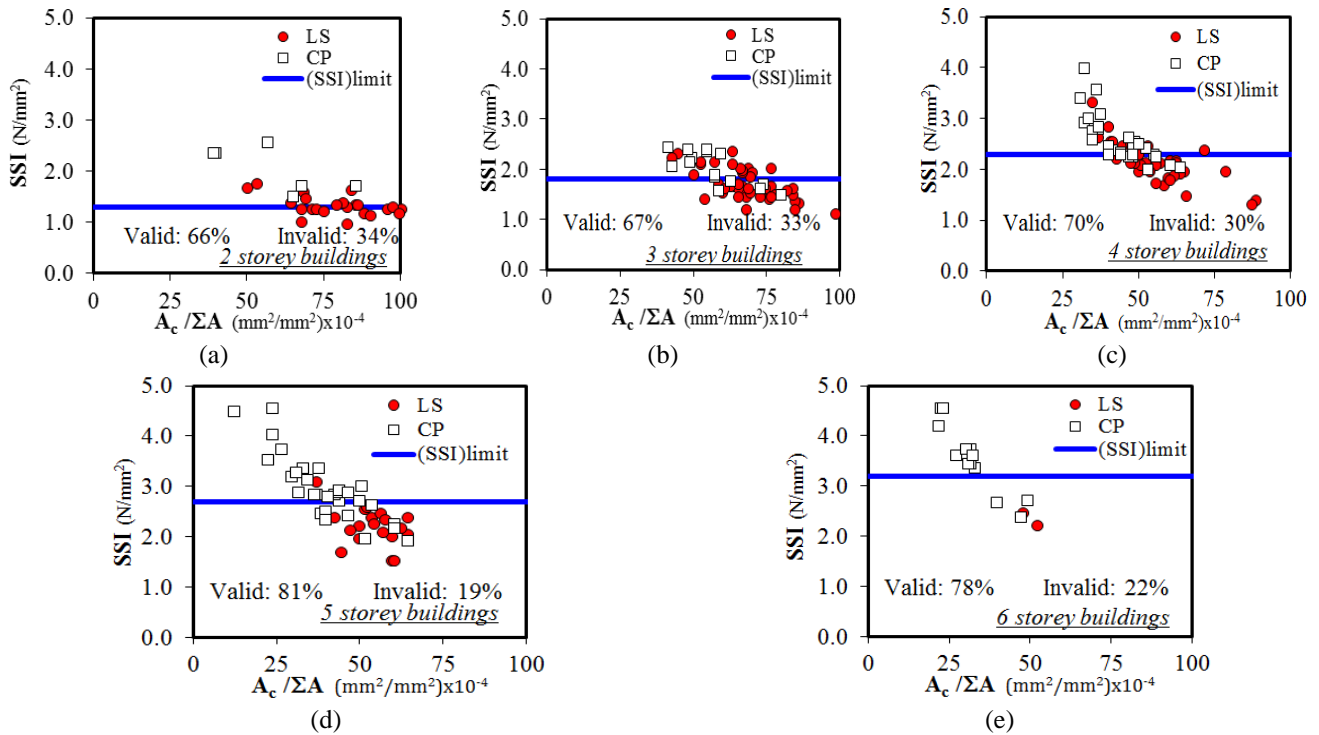 5.0
4.0
3.0
2.0
1.0
0.0
SSI (N/mm²)
LS
CP
(SSI)limit
Valid: 66% Invalid: 34%
2 storey buildings
0 25 50 75 100
Ac /ΣA (mm²/mm²)x10⁻⁴
(a)
5.0
4.0
3.0
2.0
1.0
0.0
SSI (N/mm²)
LS
CP
(SSI)limit
Valid: 67% Invalid: 33%
3 storey buildings
0 25 50 75 100
Ac /ΣA (mm²/mm²)x10⁻⁴
(b)
5.0
4.0
3.0
2.0
1.0
0.0
SSI (N/mm²)
LS
CP
(SSI)limit
Valid: 70% Invalid: 30%
4 storey buildings
0 25 50 75 100
Ac /ΣA (mm²/mm²)x10⁻⁴
(c)
5.0
4.0
3.0
2.0
1.0
0.0
SSI (N/mm²)
LS
CP
(SSI)limit
Valid: 81% Invalid: 19%
5 storey buildings
0 25 50 75 100
Ac /ΣA (mm²/mm²)x10⁻⁴
(d)
5.0
4.0
3.0
2.0
1.0
0.0
SSI (N/mm²)
LS
CP
(SSI)limit
Valid: 78% Invalid: 22%
6 storey buildings
0 25 50 75 100
Ac /ΣA (mm²/mm²)x10⁻⁴
(e)